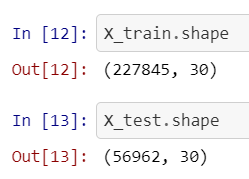 In [12]: X_train.shape
Out[12]: (227845, 30)
In [13]: X_test.shape
Out[13]: (56962, 30)